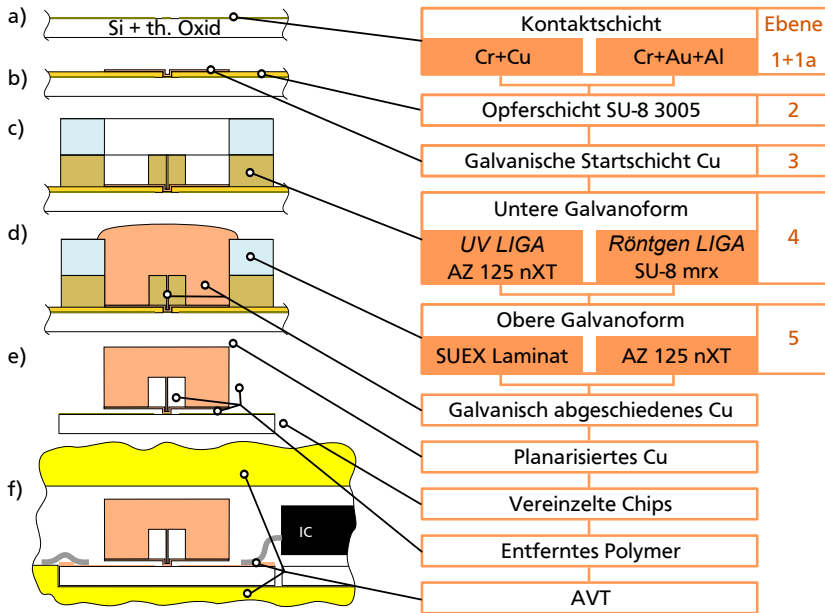 a)
Si + th. Oxid
b)
c)
d)
e)
f)
IC
Kontaktschicht
Ebene
Cr+Cu
Cr+Au+Al
1+1a
Opferschicht SU-8 3005
2
Galvanische Startschicht Cu
3
Untere Galvanoform
UV LIGA
AZ 125 nXT
Röntgen LIGA
SU-8 mrx
4
Obere Galvanoform
SUEX Laminat
AZ 125 nXT
5
Galvanisch abgeschiedenes Cu
Planarisiertes Cu
Vereinzelte Chips
Entferntes Polymer
AVT